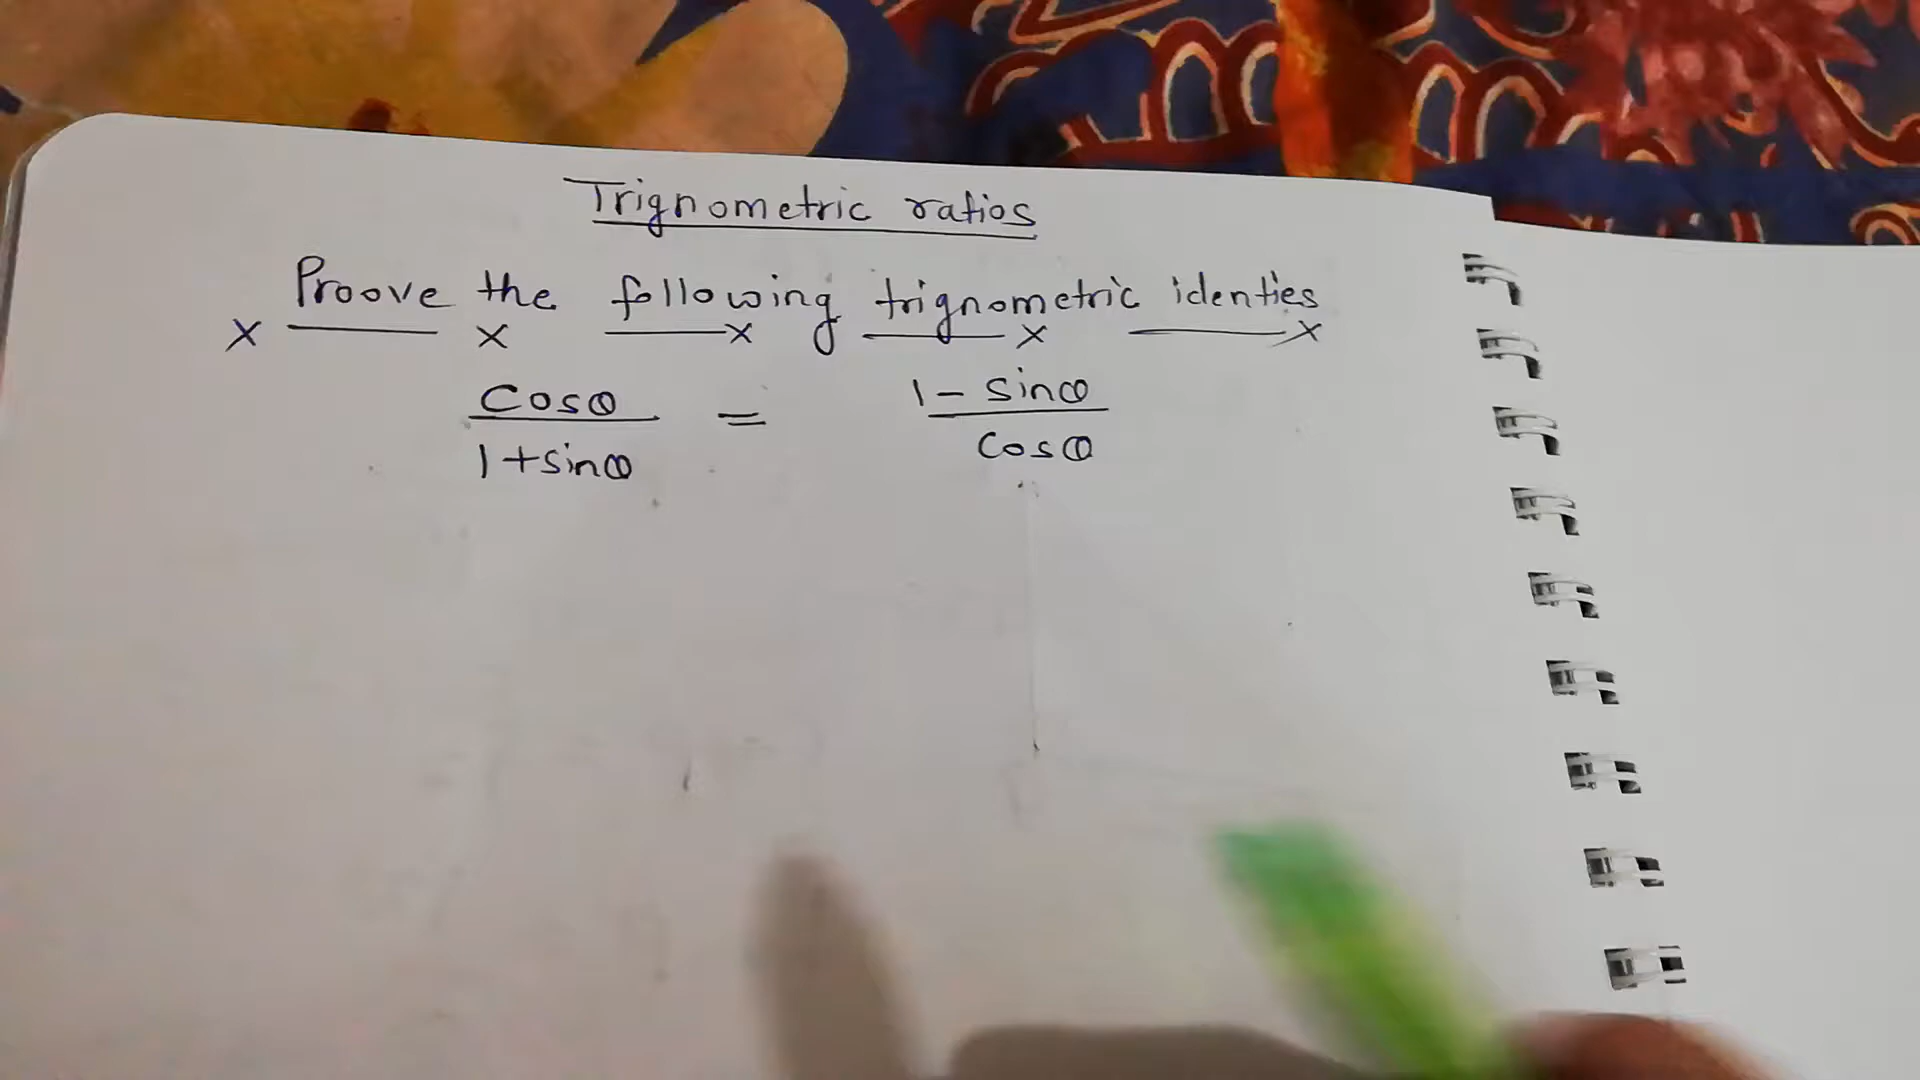 Trignometric ratios
Proove the following trignometric identies
x ——— x ——— x ——— x ——— x
cosθ = 1 - sinθ
1+sinθ cosθ